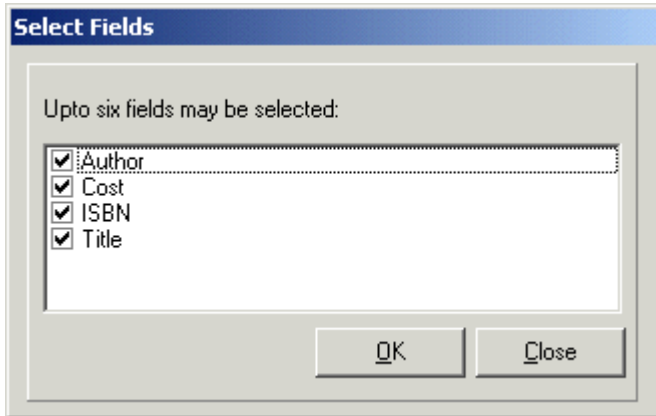 Select Fields
Upto six fields may be selected:
Author
Cost
ISBN
Title
OK
Close